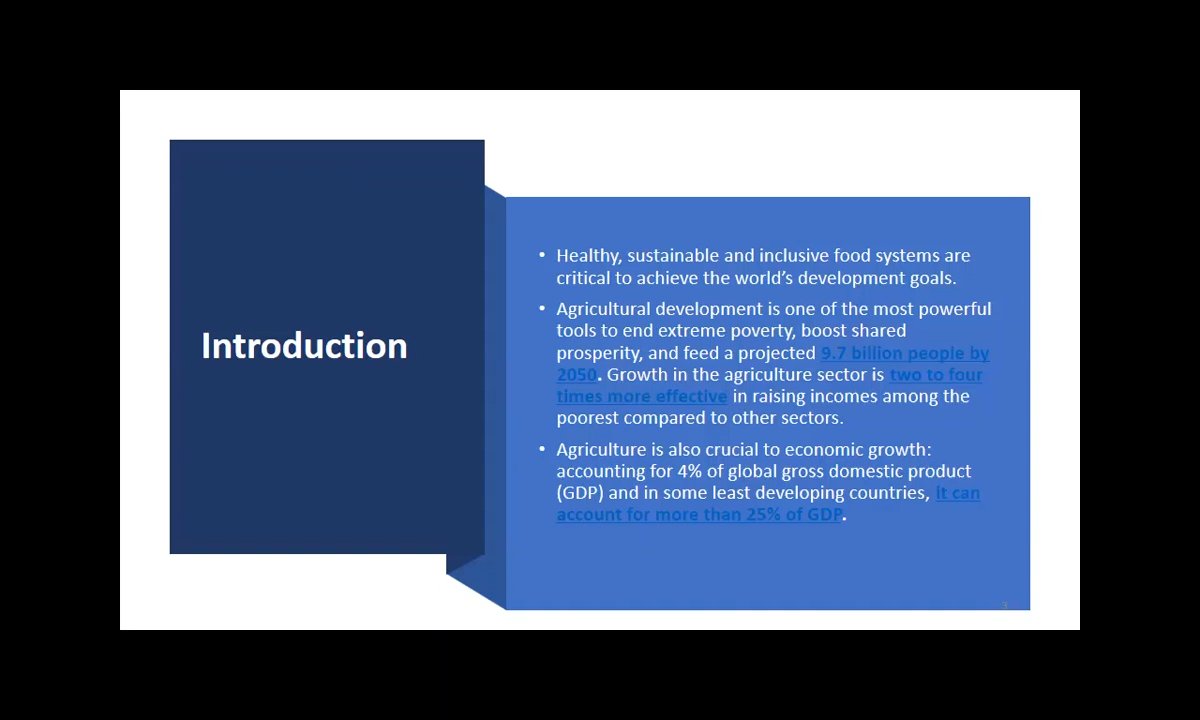 Introduction
• Healthy, sustainable and inclusive food systems are
critical to achieve the world’s development goals.
• Agricultural development is one of the most powerful
tools to end extreme poverty, boost shared
prosperity, and feed a projected 9.7 billion people by
2050. Growth in the agriculture sector is two to four
times more effective in raising incomes among the
poorest compared to other sectors.
• Agriculture is also crucial to economic growth:
accounting for 4% of global gross domestic product
(GDP) and in some least developing countries, it can
account for more than 25% of GDP.
3